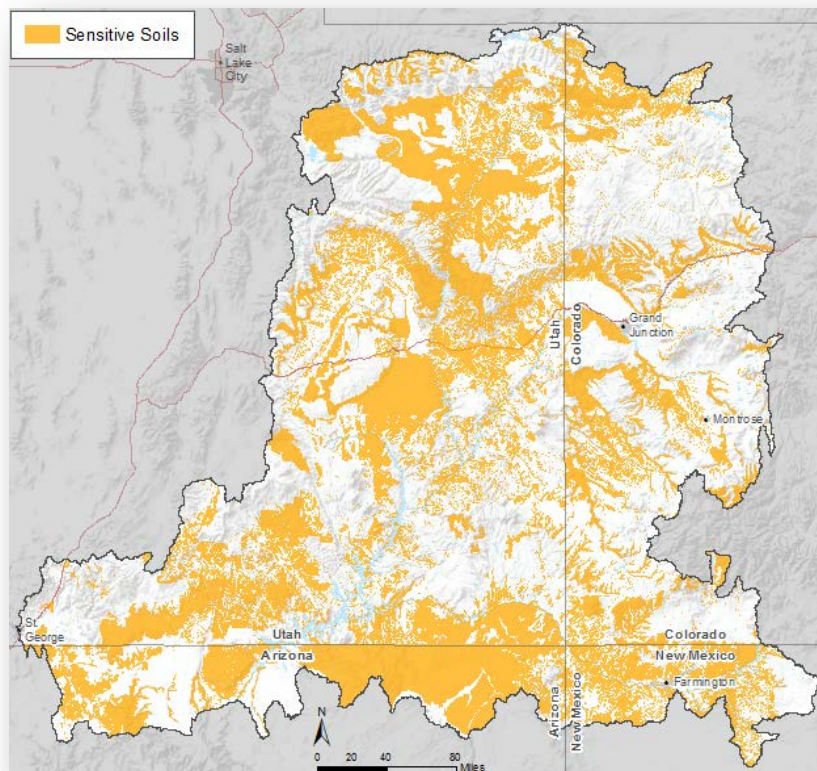 Sensitive Soils
Salt
Lake
City
Utah
Colorado
Grand
Junction
Montrose
St.
George
Utah
Arizona
Colorado
New Mexico
Farmington
Arizona
New Mexico
N
0 20 40 80
Miles